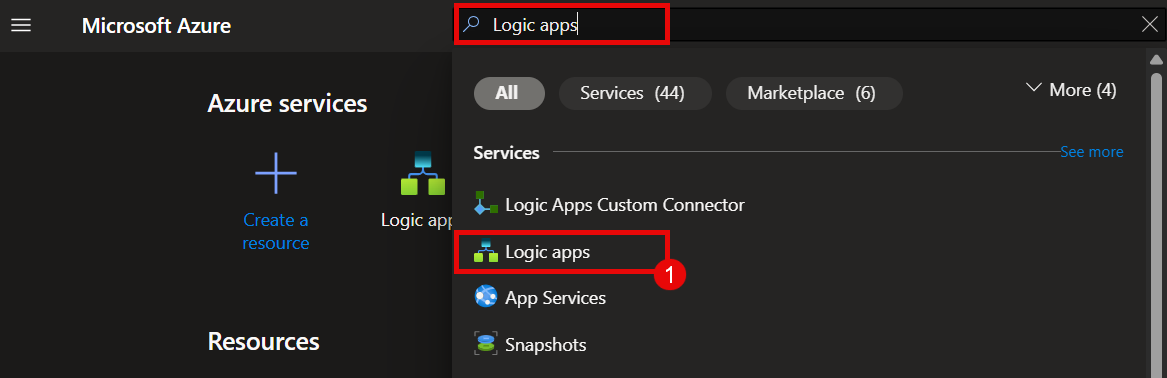 Microsoft Azure
Logic apps
All
Services (44)
Marketplace (6)
More (4)
Azure services
Create a
resource
Logic app
Resources
Services
See more
Logic Apps Custom Connector
Logic apps
1
App Services
Snapshots